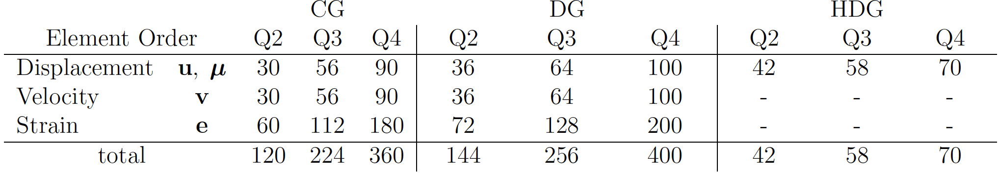 CG DG HDG
Element Order Q2 Q3 Q4 Q2 Q3 Q4 Q2 Q3 Q4
Displacement u, μ 30 56 90 36 64 100 42 58 70
Velocity v 30 56 90 36 64 100 - - -
Strain e 60 112 180 72 128 200 - - -
total 120 224 360 144 256 400 42 58 70